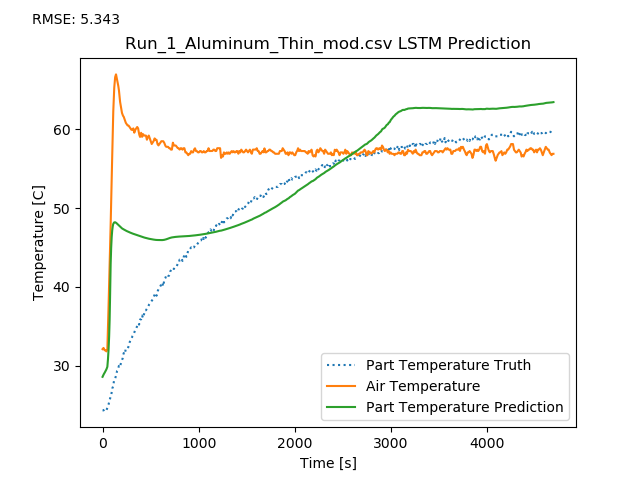 RMSE: 5.343
Run_1_Aluminum_Thin_mod.csv LSTM Prediction
Temperature [C]
60
50
40
30
Part Temperature Truth
Air Temperature
Part Temperature Prediction
0 1000 2000 3000 4000
Time [s]